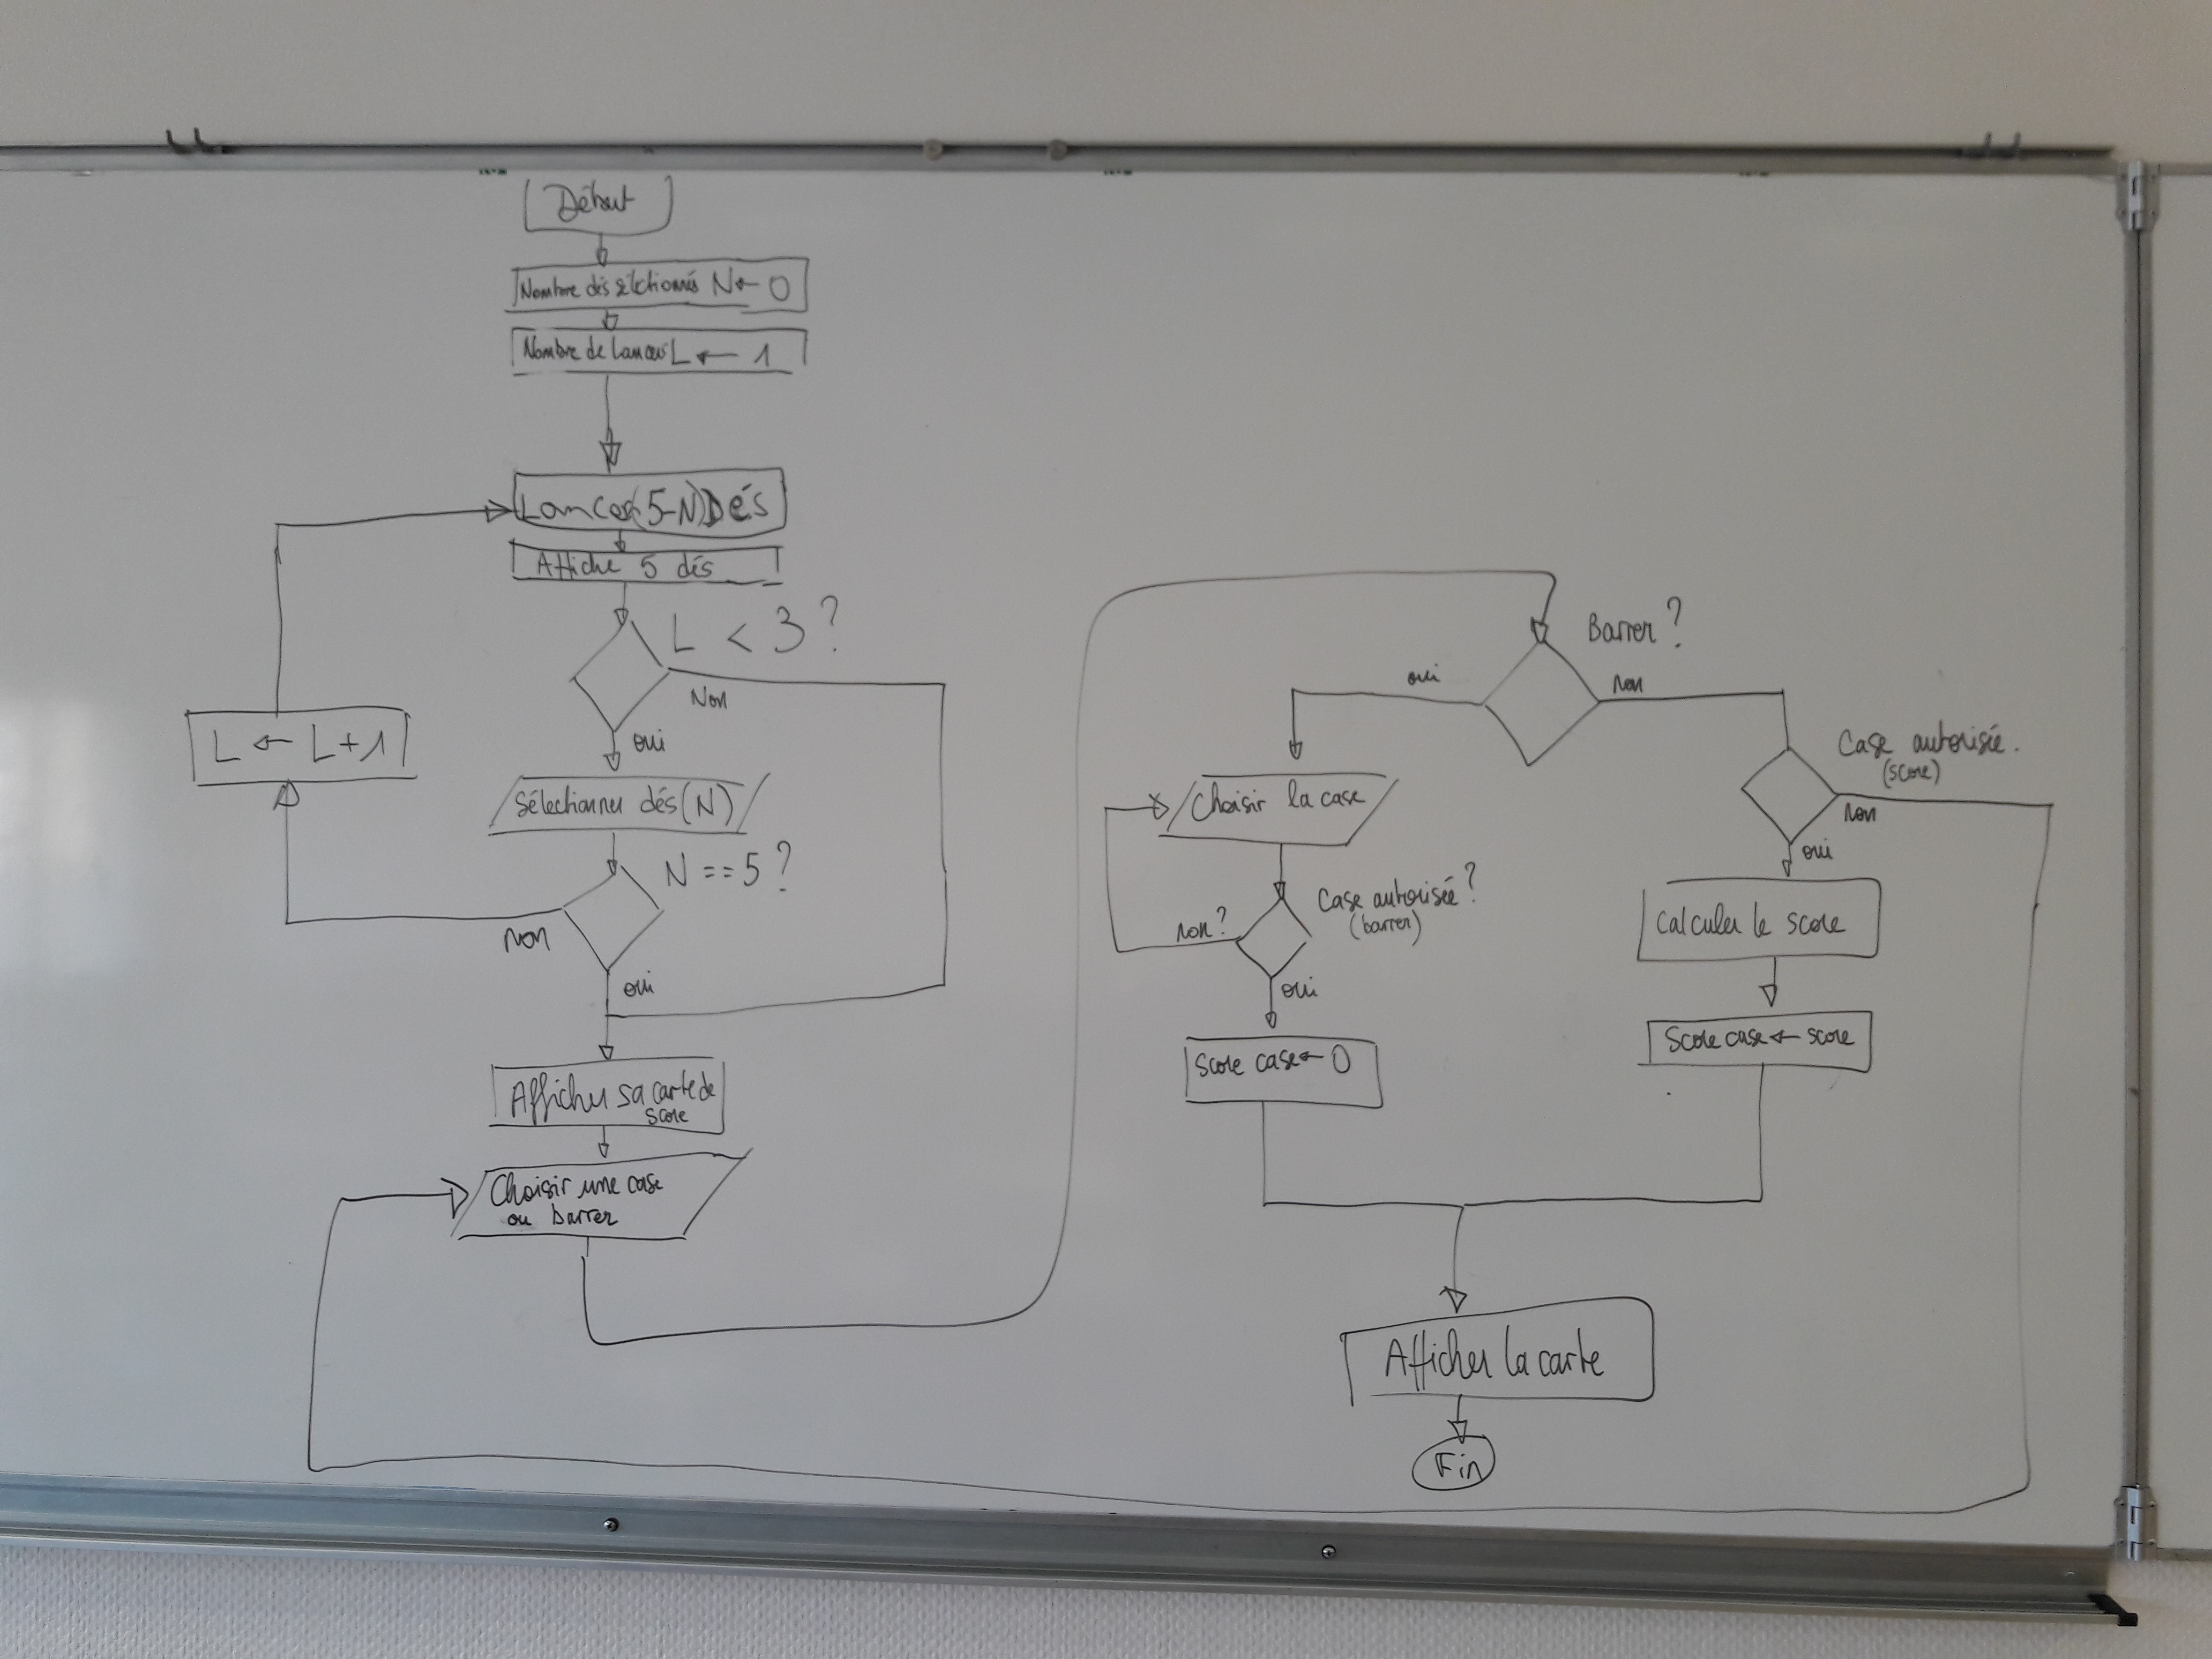 Début
Nombre dés sélectionnés N ← 0
Nombre de lancers L ← 1
Lancer (5-N) Dés
Affiche 5 dés
L < 3 ?
Non
oui
L ← L+1
Sélectionner dés (N)
N == 5 ?
Non
oui
Afficher sa carte de
score
Choisir une case
ou barrer
Barrer ?
oui
non
Choisir la case
Case autorisée ?
(barrer)
non ?
oui
Score case ← 0
Case autorisée.
(score)
non
oui
Calculer le score
Score case ← score
Afficher la carte
Fin